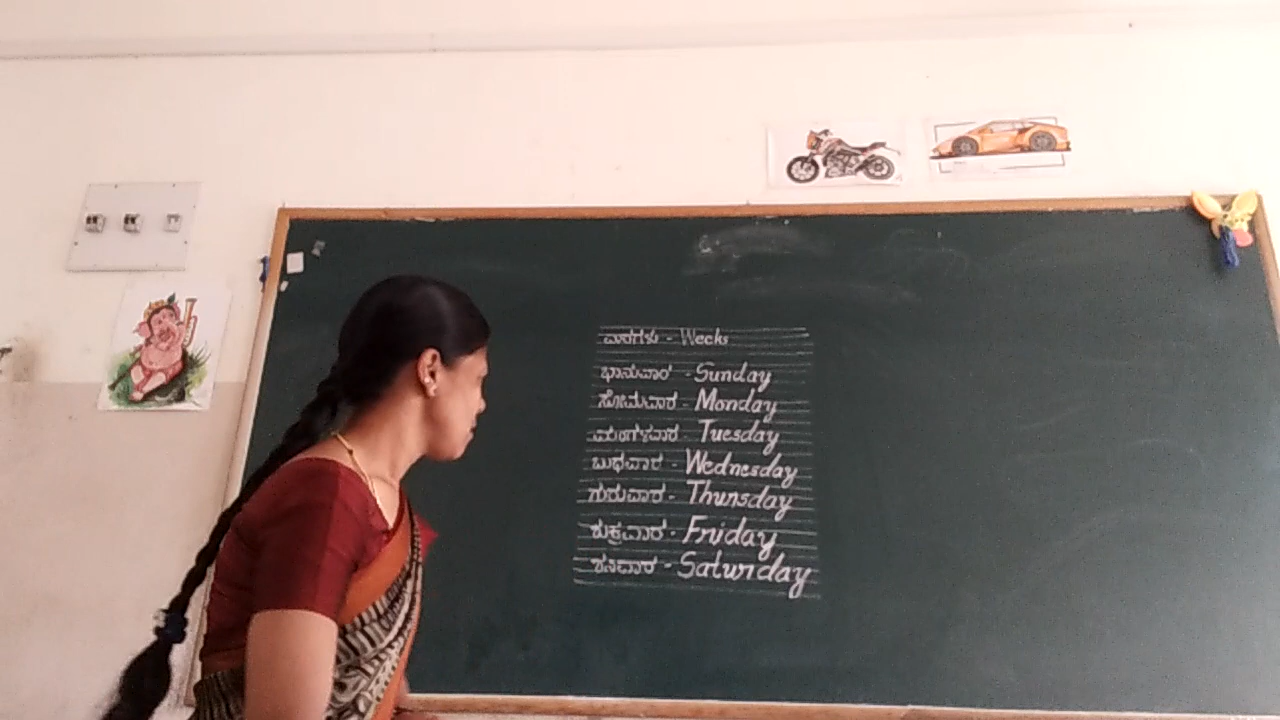 ವಾರಗಳು - Weeks
ಭಾನುವಾರ - Sunday
ಸೋಮವಾರ - Monday
ಮಂಗಳವಾರ - Tuesday
ಬುಧವಾರ - Wednesday
ಗುರುವಾರ - Thursday
ಶುಕ್ರವಾರ - Friday
ಶನಿವಾರ - Saturday